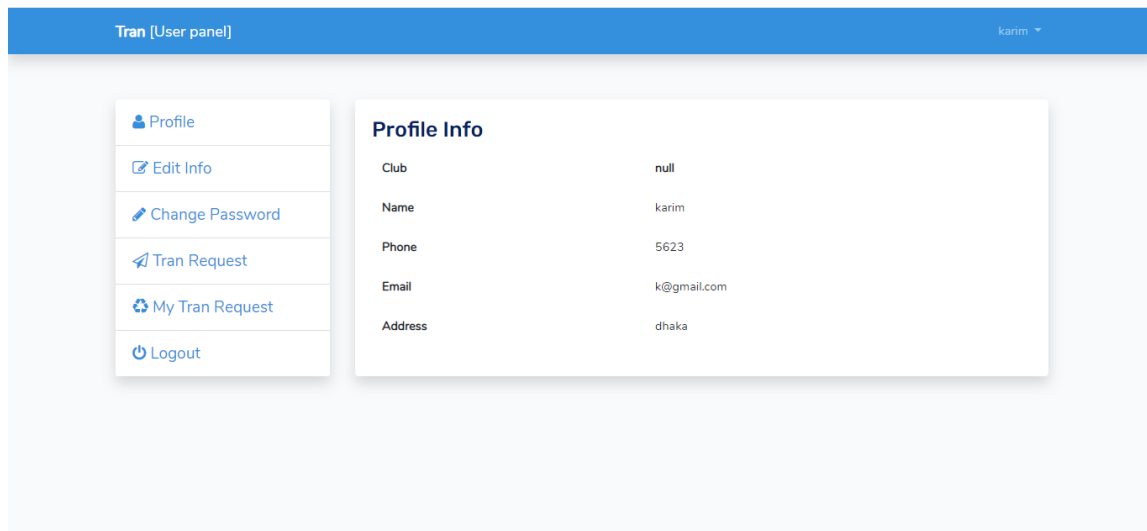 Tran [User panel]
karim
Profile
Edit Info
Change Password
Tran Request
My Tran Request
Logout
Profile Info
Club null
Name karim
Phone 5623
Email k@gmail.com
Address dhaka